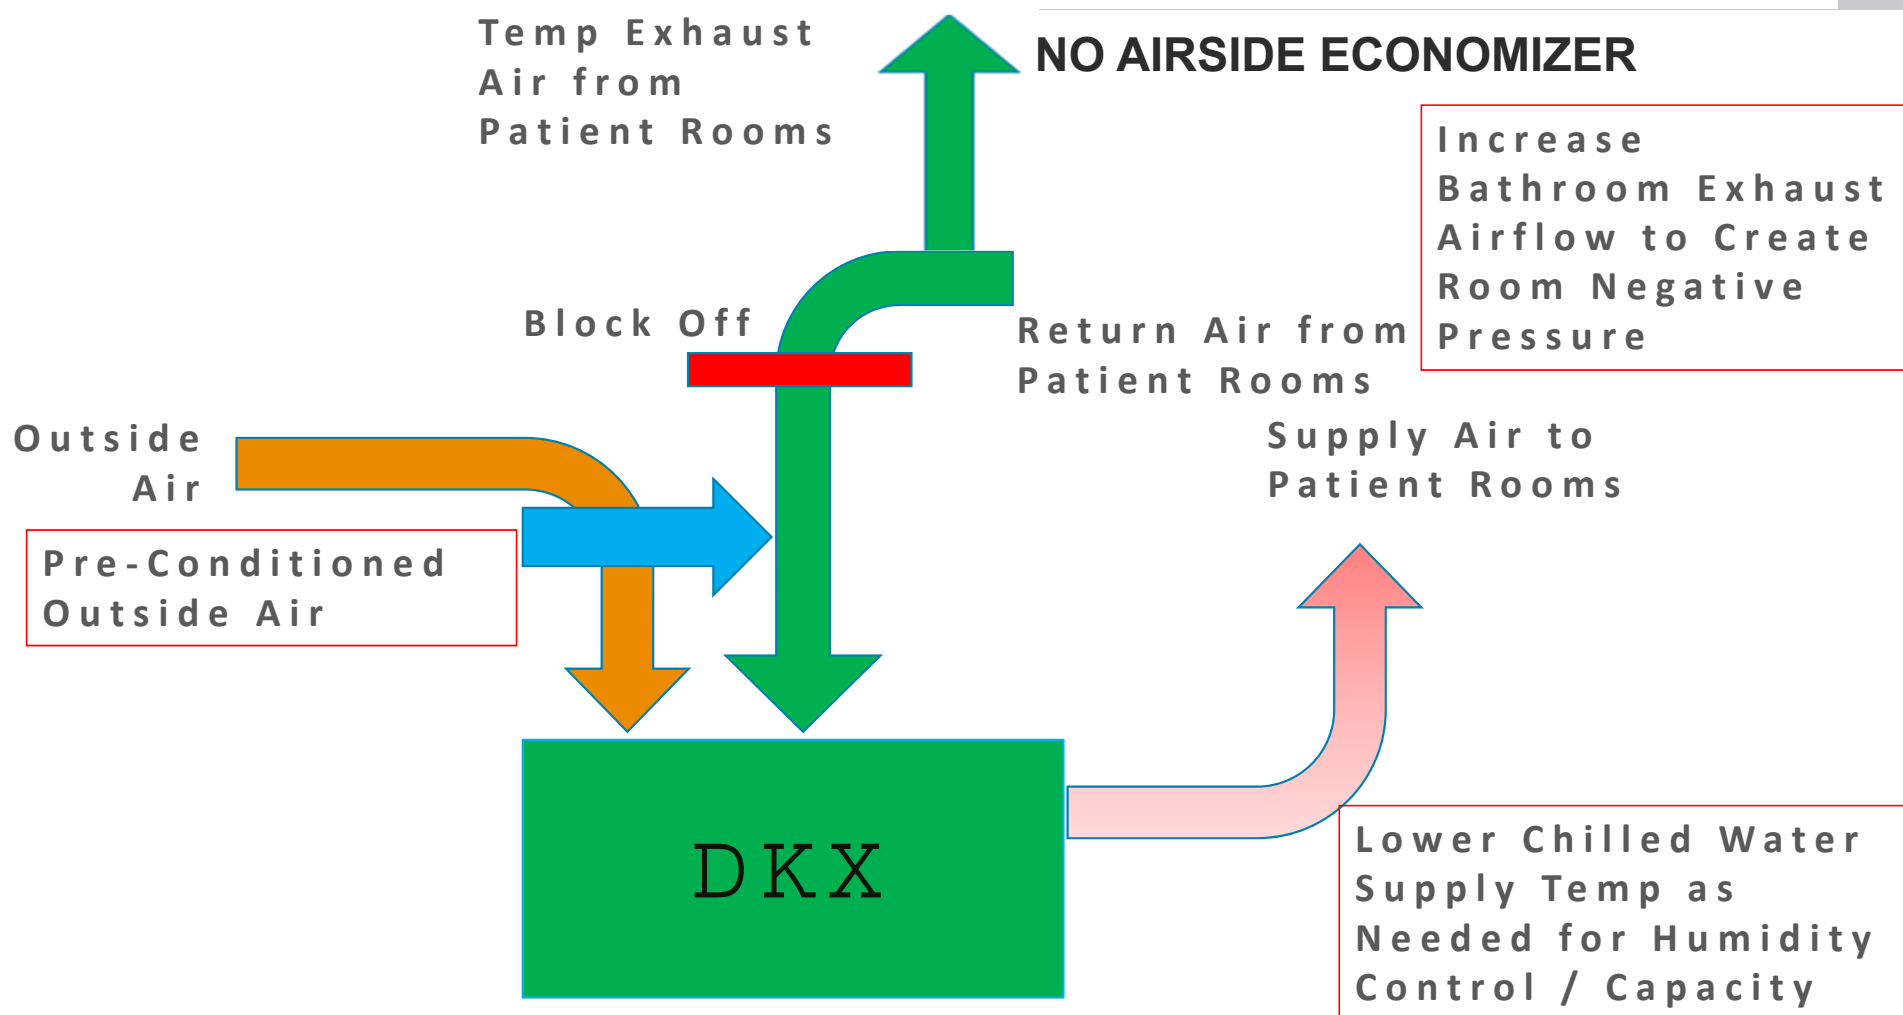 Temp Exhaust
Air from
Patient Rooms
NO AIRSIDE ECONOMIZER
Increase
Bathroom Exhaust
Airflow to Create
Room Negative
Pressure
Block Off
Return Air from
Patient Rooms
Outside
Air
Supply Air to
Patient Rooms
Pre-Conditioned
Outside Air
DKX
Lower Chilled Water
Supply Temp as
Needed for Humidity
Control / Capacity